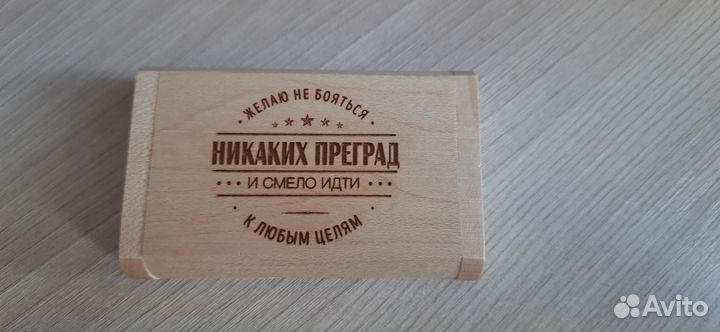 • ЖЕЛАЮ НЕ БОЯТЬСЯ •
НИКАКИХ ПРЕГРАД
••• И СМЕЛО ИДТИ •••
• К ЛЮБЫМ ЦЕЛЯМ •
Avito